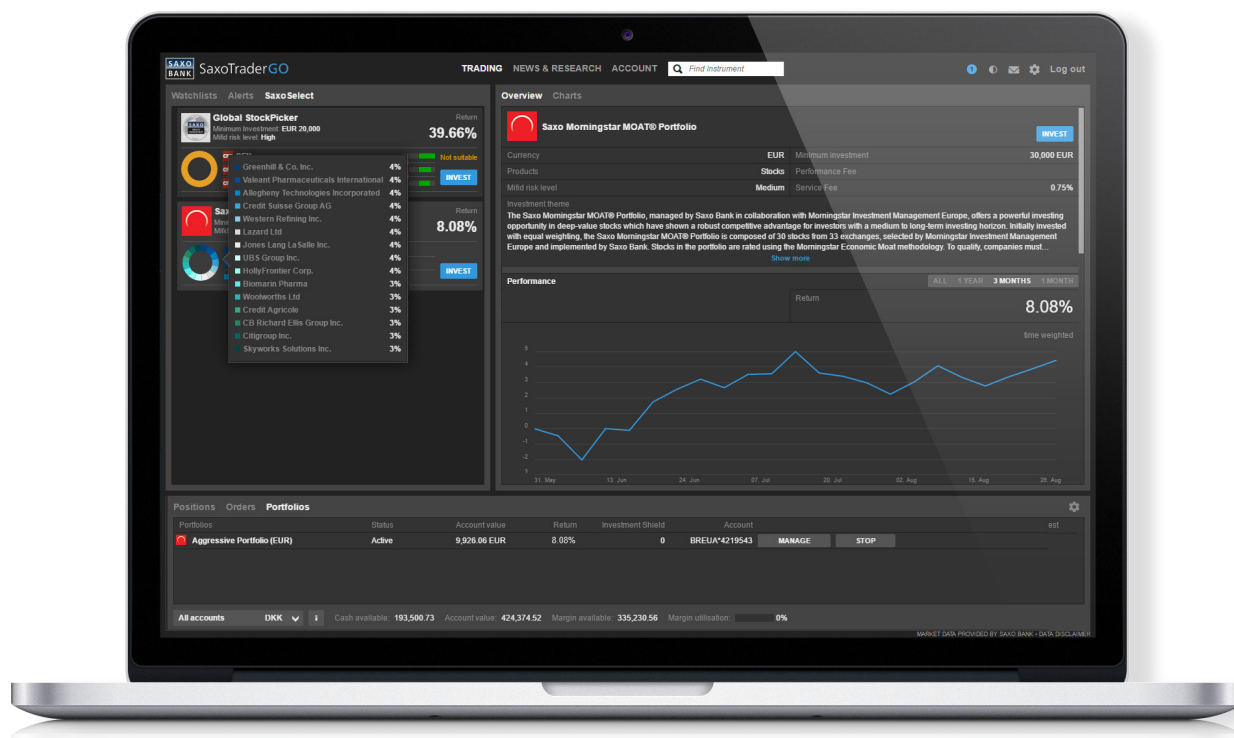 SAXO BANK SaxoTraderGO TRADING NEWS & RESEARCH ACCOUNT Find Instrument 1 Log out
Watchlists Alerts SaxoSelect
Global StockPicker Return
Minimum Investment: EUR 20,000
Mifid risk level: High 39.66%
Not suitable
INVEST
Greenhill & Co. Inc. 4%
Valeant Pharmaceuticals International 4%
Allegheny Technologies Incorporated 4%
Credit Suisse Group AG 4%
Western Refining Inc. 4%
Lazard Ltd 4%
Jones Lang LaSalle Inc. 4%
UBS Group Inc. 4%
HollyFrontier Corp. 4%
Biomarin Pharma 3%
Woolworths Ltd 3%
Credit Agricole 3%
CB Richard Ellis Group Inc. 3%
Citigroup Inc. 3%
Skyworks Solutions Inc. 3%
Return
8.08%
INVEST
Overview Charts
Saxo Morningstar MOAT® Portfolio
INVEST
Currency EUR Minimum Investment 30,000 EUR
Products Stocks Performance Fee
Mifid risk level Medium Service Fee 0.75%
Investment theme
The Saxo Morningstar MOAT® Portfolio, managed by Saxo Bank in collaboration with Morningstar Investment Management Europe, offers a powerful investing
opportunity in deep-value stocks which have shown a robust competitive advantage for investors with a medium to long-term investing horizon. Initially invested
with equal weighting, the Saxo Morningstar MOAT® Portfolio is composed of 30 stocks from 33 exchanges, selected by Morningstar Investment Management
Europe and implemented by Saxo Bank. Stocks in the portfolio are rated using the Morningstar Economic Moat methodology. To qualify, companies must...
Show more
Performance ALL 1 YEAR 3 MONTHS 1 MONTH
Return
8.08%
time weighted
5
4
3
2
1
0
-1
-2
31. May 13. Jun 24. Jun 07. Jul 20. Jul 02. Aug 15. Aug 26. Aug
Positions Orders Portfolios
Portfolios Status Account value Return Investment Shield Account est
Aggressive Portfolio (EUR) Active 9,926.06 EUR 8.08% 0 BREUA*4219543 MANAGE STOP
All accounts DKK i Cash available: 193,500.73 Account value: 424,374.52 Margin available: 335,230.56 Margin utilisation: 0%
MARKET DATA PROVIDED BY SAXO BANK - DATA DISCLAIMER